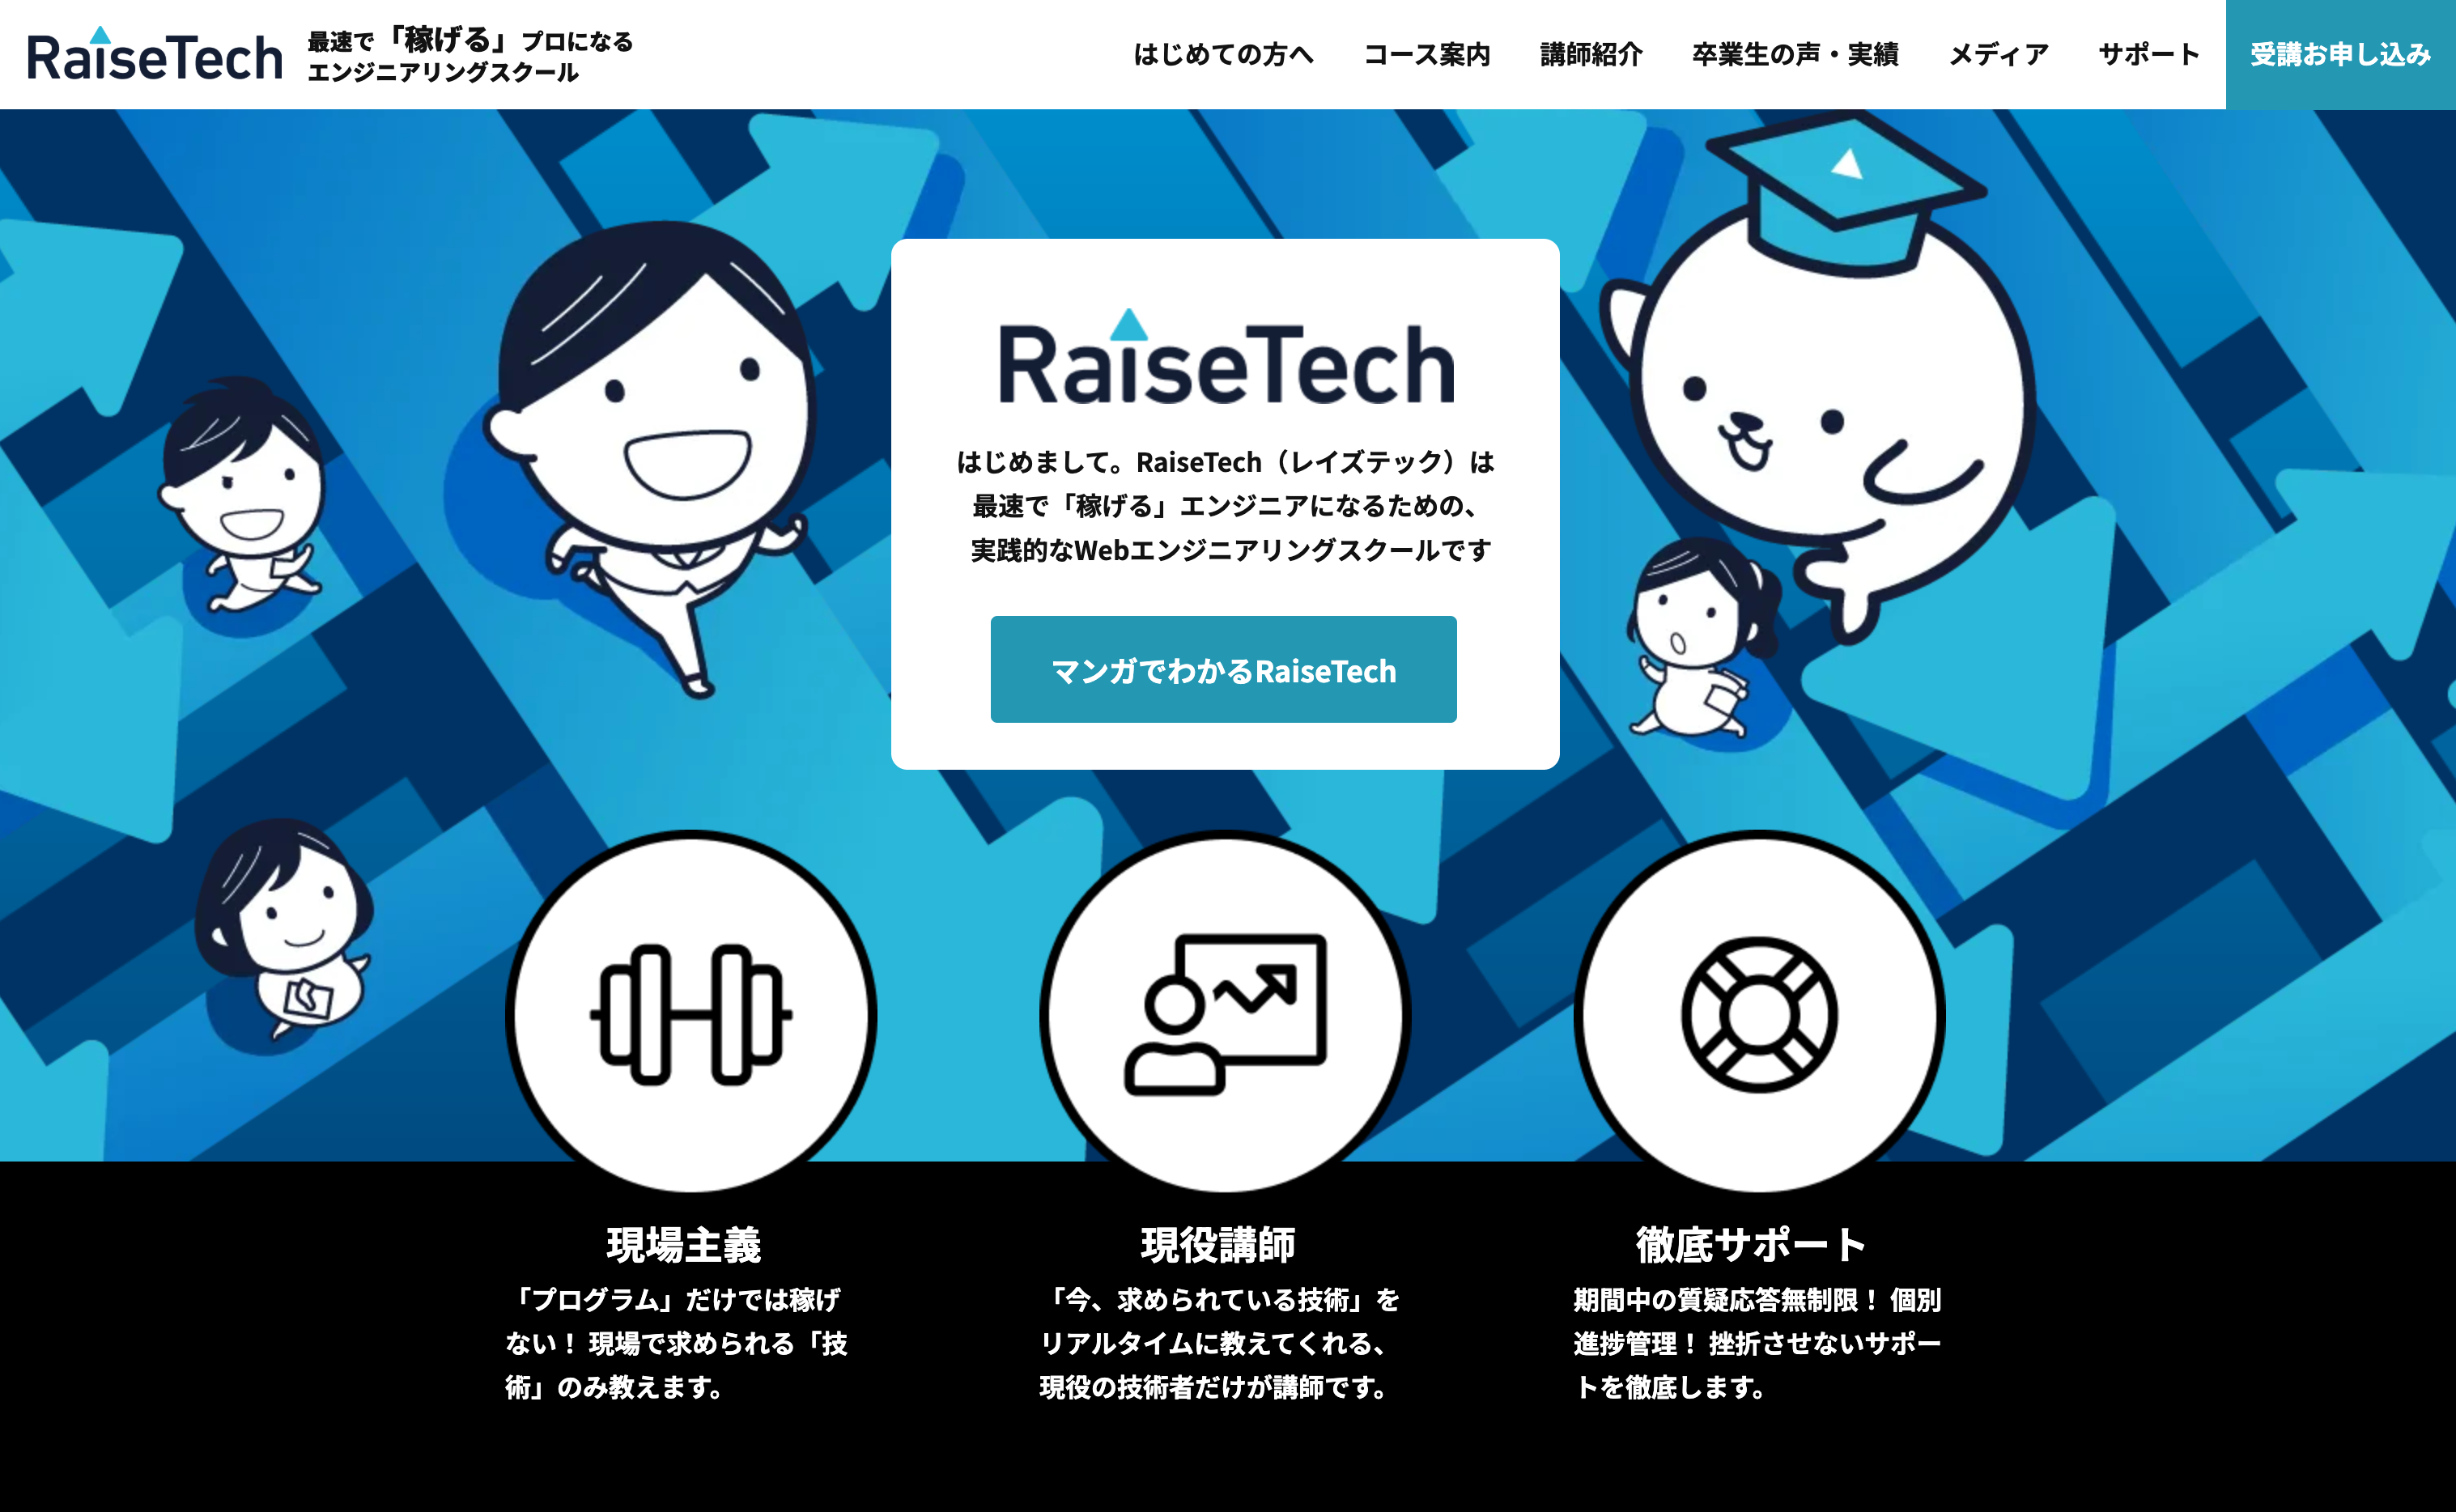 RaiseTech
最速で「稼げる」プロになる
エンジニアリングスクール
はじめての方へ
コース案内
講師紹介
卒業生の声・実績
メディア
サポート
受講お申し込み
RaiseTech
はじめまして。RaiseTech（レイズテック）は
最速で「稼げる」エンジニアになるための、
実践的なWebエンジニアリングスクールです
マンガでわかるRaiseTech
現場主義
「プログラム」だけでは稼げ
ない！ 現場で求められる「技
術」のみ教えます。
現役講師
「今、求められている技術」を
リアルタイムに教えてくれる、
現役の技術者だけが講師です。
徹底サポート
期間中の質疑応答無制限！ 個別
進捗管理！ 挫折させないサポー
トを徹底します。